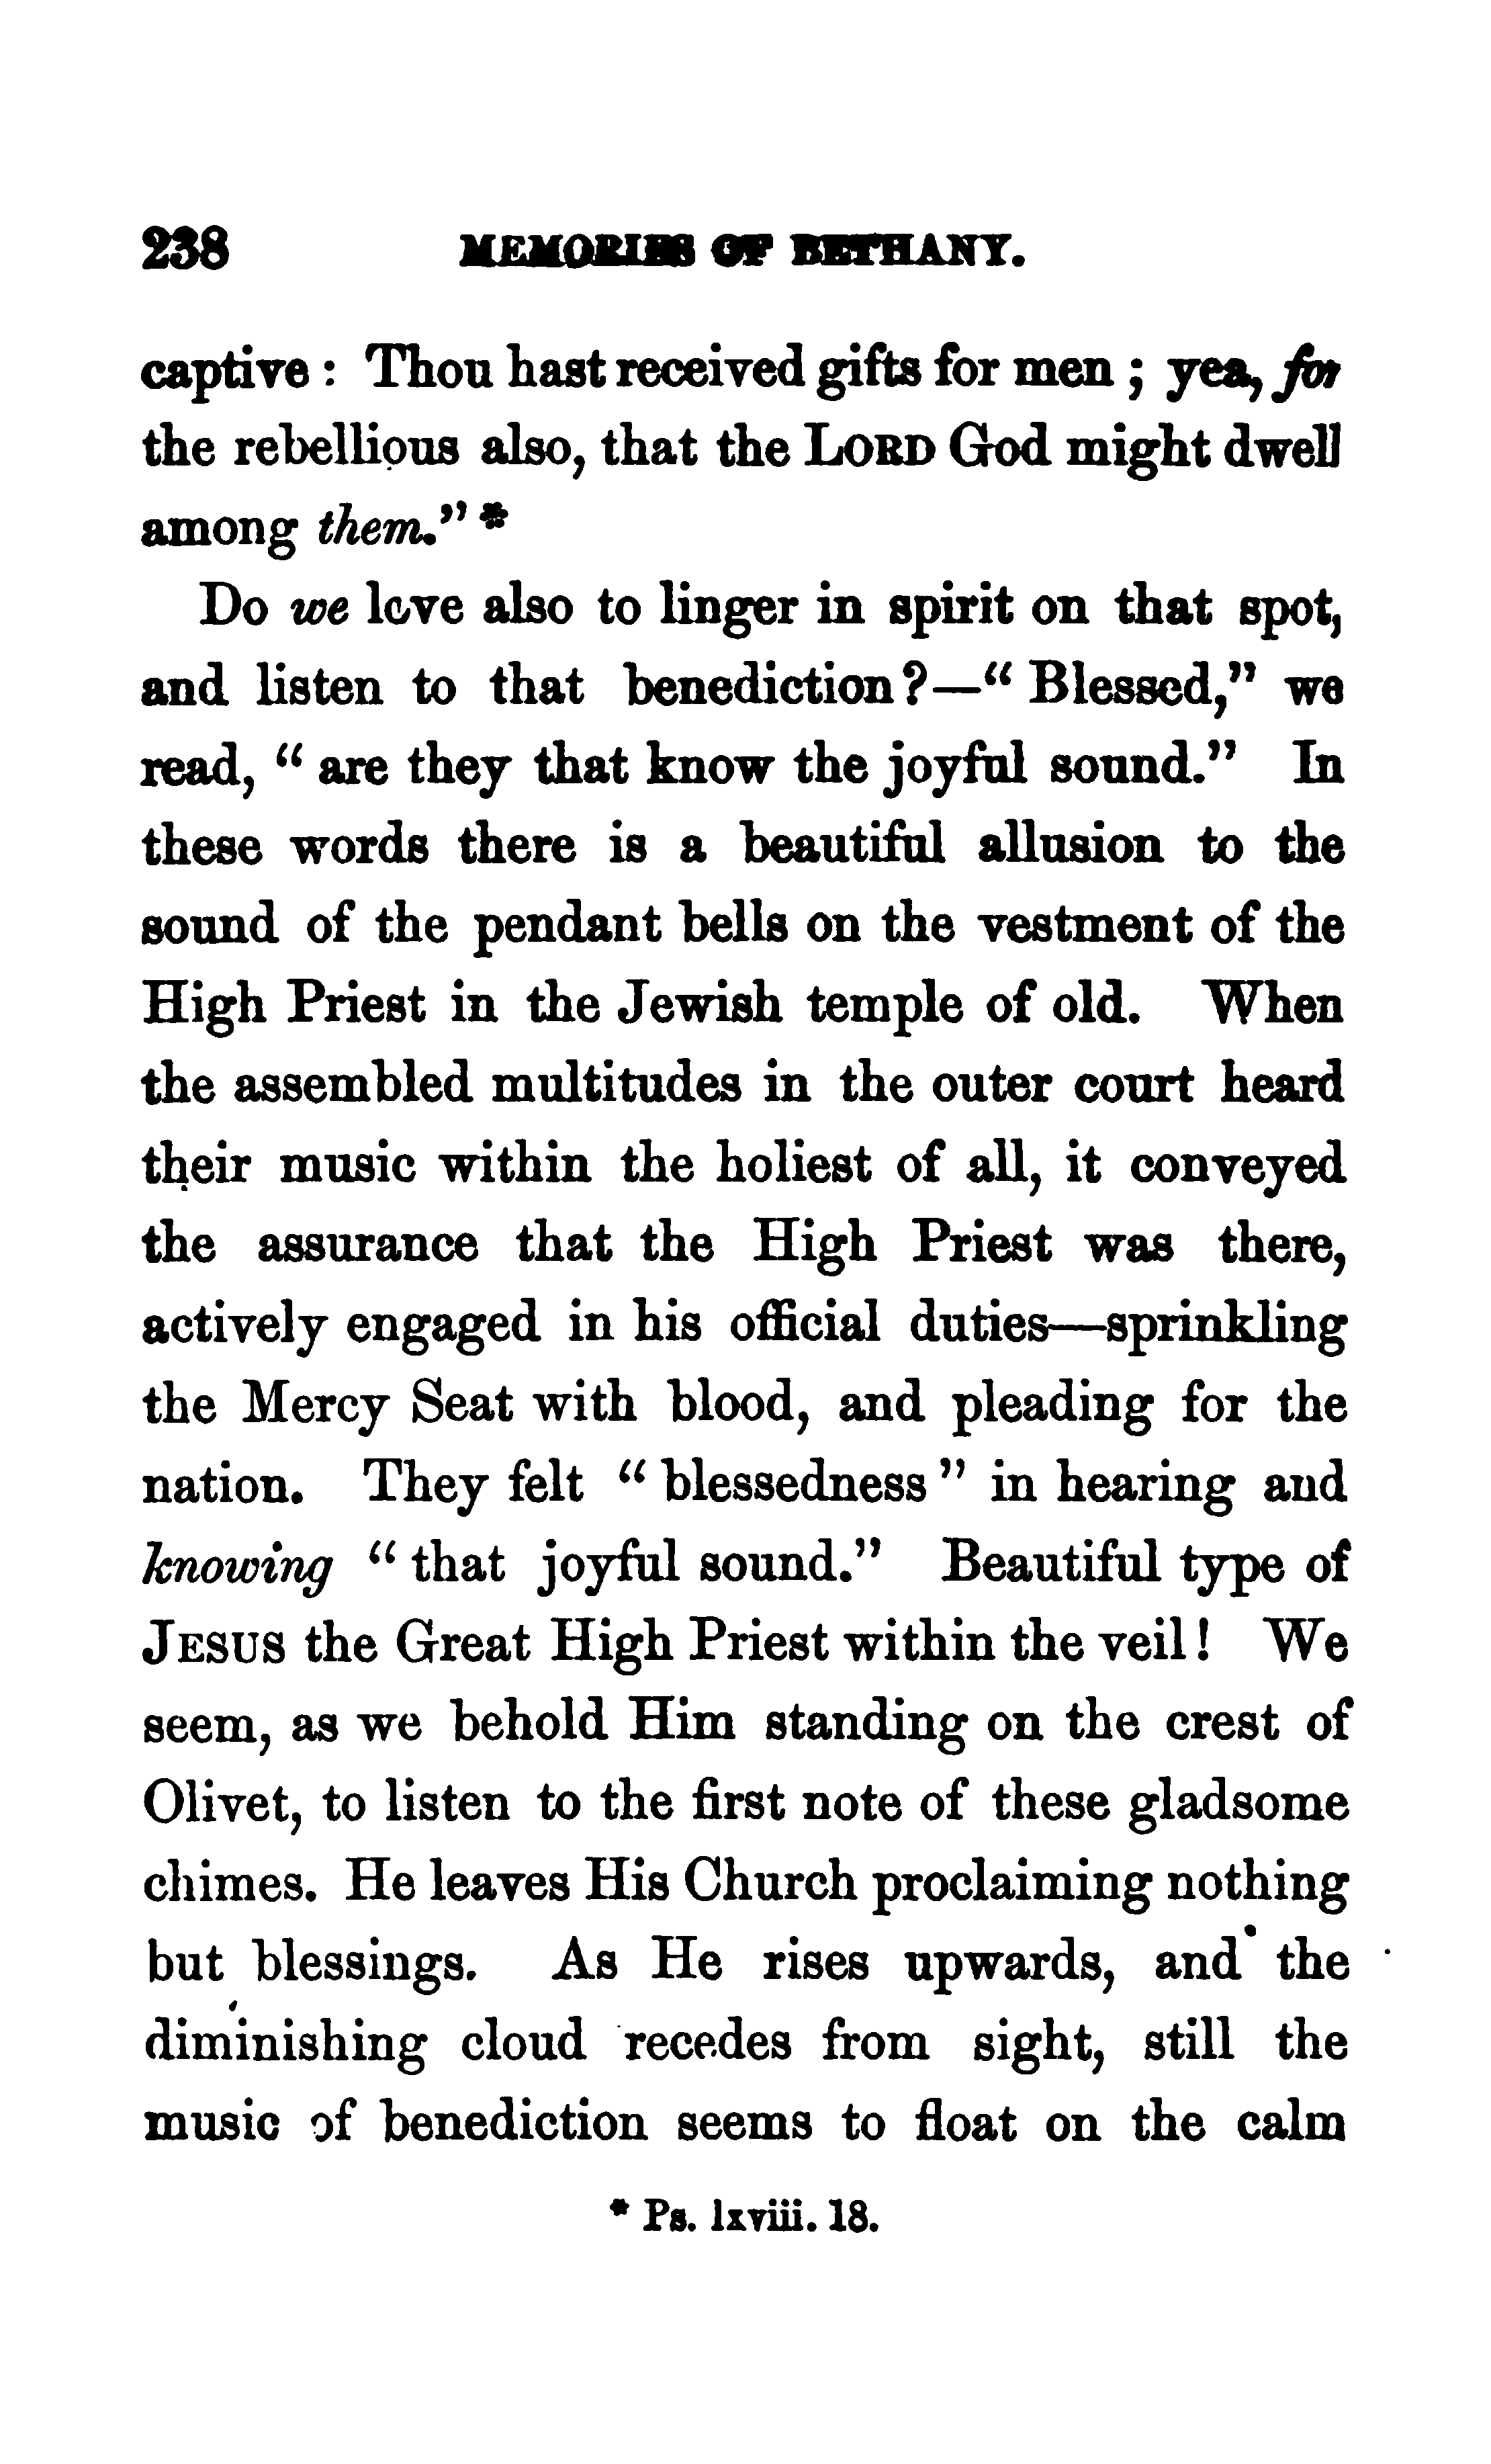 238 MEMORIES OF BETHANY.
captive : Thou hast received gifts for men ; yea, for
the rebellious also, that the LORD God might dwell
among them." *
Do we love also to linger in spirit on that spot,
and listen to that benediction ?—" Blessed," we
read, " are they that know the joyful sound." In
these words there is a beautiful allusion to the
sound of the pendant bells on the vestment of the
High Priest in the Jewish temple of old. When
the assembled multitudes in the outer court heard
their music within the holiest of all, it conveyed
the assurance that the High Priest was there,
actively engaged in his official duties—sprinkling
the Mercy Seat with blood, and pleading for the
nation. They felt " blessedness " in hearing and
knowing " that joyful sound." Beautiful type of
JESUS the Great High Priest within the veil ! We
seem, as we behold Him standing on the crest of
Olivet, to listen to the first note of these gladsome
chimes. He leaves His Church proclaiming nothing
but blessings. As He rises upwards, and the
diminishing cloud recedes from sight, still the
music of benediction seems to float on the calm
* Ps. lxviii. 18.